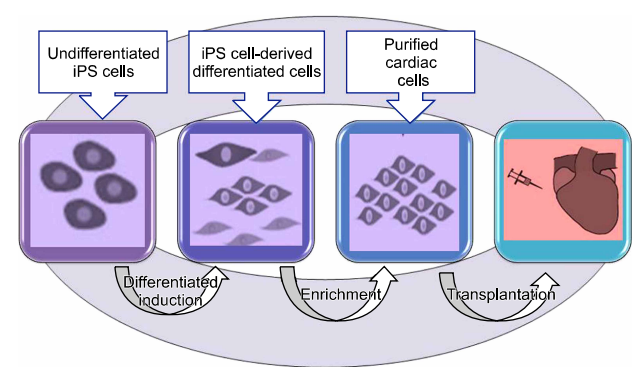 Undifferentiated
iPS cells
iPS cell-derived
differentiated cells
Purified
cardiac
cells
Differentiated
induction
Enrichment
Transplantation